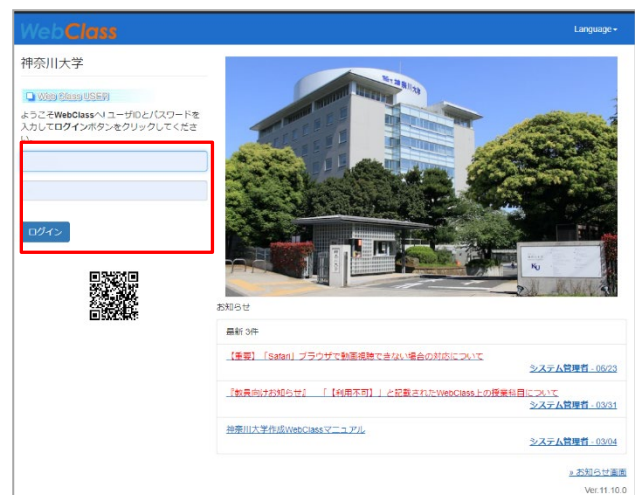 WebClass
Language
神奈川大学
Web Class USER
ようこそWebClassへ! ユーザIDとパスワードを
入力してログインボタンをクリックしてくださ
い。
ログイン
お知らせ
最新 3件
【重要】「Safari」ブラウザで動画視聴できない場合の対応について
システム管理者 - 06/23
『教員向けお知らせ』 「【利用不可】」と記載されたWebClass上の授業科目について
システム管理者 - 03/31
神奈川大学作成WebClassマニュアル
システム管理者 - 03/04
» お知らせ画面
Ver.11.10.0